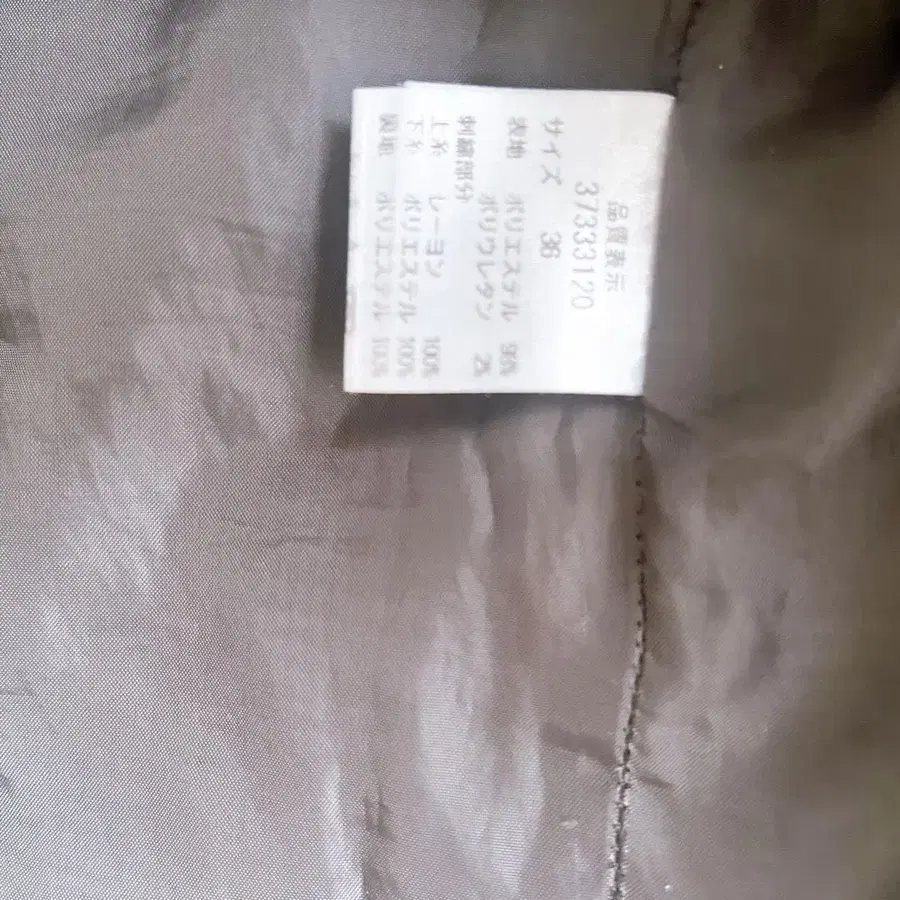 品質表示
37333120
サイズ 36
表地 ポリエステル 98%
ポリウレタン 2%
刺繍部分
上糸 レーヨン 100%
下糸 ポリエステル 100%
裏地 ポリエステル 100%